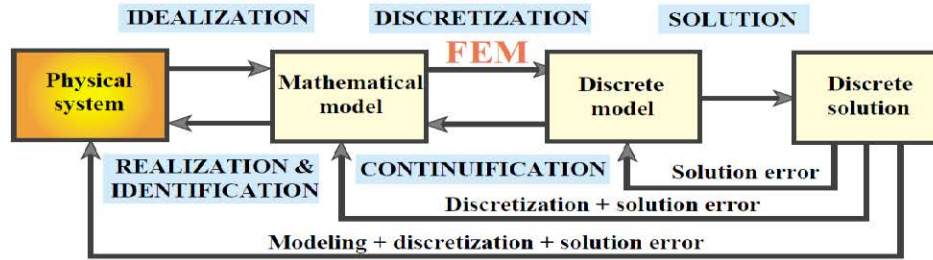 IDEALIZATION
DISCRETIZATION
SOLUTION
FEM
Physical
system
Mathematical
model
Discrete
model
Discrete
solution
REALIZATION &
IDENTIFICATION
CONTINUIFICATION
Solution error
Discretization + solution error
Modeling + discretization + solution error